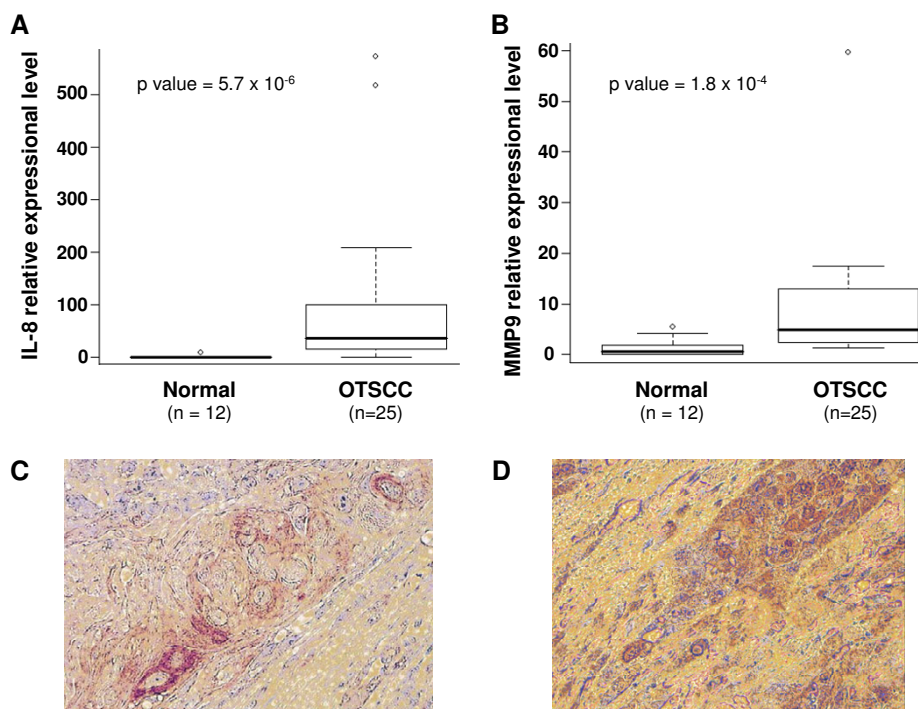 A
IL-8 relative expressional level
p value = 5.7 x 10-6
500
400
300
200
100
0
Normal
(n = 12)
OTSCC
(n=25)
B
MMP9 relative expressional level
p value = 1.8 x 10-4
60
50
40
30
20
10
0
Normal
(n = 12)
OTSCC
(n=25)
C
D